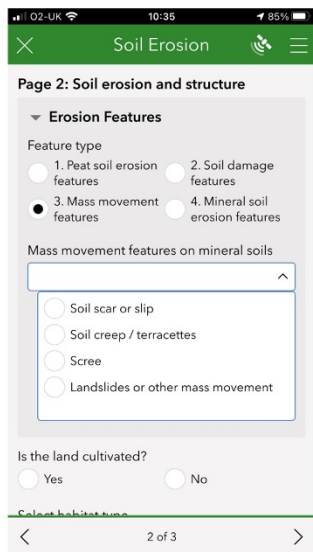 O2-UK 10:35 85%
Soil Erosion
Page 2: Soil erosion and structure
Erosion Features
Feature type
1. Peat soil erosion features
2. Soil damage features
3. Mass movement features
4. Mineral soil erosion features
Mass movement features on mineral soils
Soil scar or slip
Soil creep / terracettes
Scree
Landslides or other mass movement
Is the land cultivated?
Yes No
Select habitat type
2 of 3